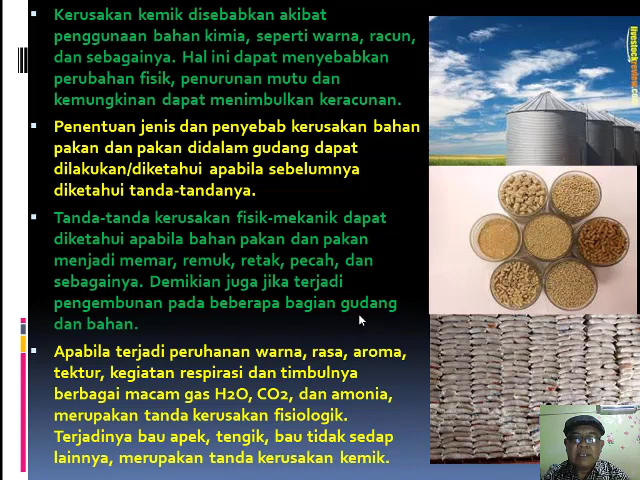 Kerusakan kemik disebabkan akibat
penggunaan bahan kimia, seperti warna, racun,
dan sebagainya. Hal ini dapat menyebabkan
perubahan fisik, penurunan mutu dan
kemungkinan dapat menimbulkan keracunan.
Penentuan jenis dan penyebab kerusakan bahan
pakan dan pakan didalam gudang dapat
dilakukan/diketahui apabila sebelumnya
diketahui tanda-tandanya.
Tanda-tanda kerusakan fisik-mekanik dapat
diketahui apabila bahan pakan dan pakan
menjadi memar, remuk, retak, pecah, dan
sebagainya. Demikian juga jika terjadi
pengembunan pada beberapa bagian gudang
dan bahan.
Apabila terjadi peruhanan warna, rasa, aroma,
tektur, kegiatan respirasi dan timbulnya
berbagai macam gas H2O, CO2, dan amonia,
merupakan tanda kerusakan fisiologik.
Terjadinya bau apek, tengik, bau tidak sedap
lainnya, merupakan tanda kerusakan kemik.
livestockreview.co